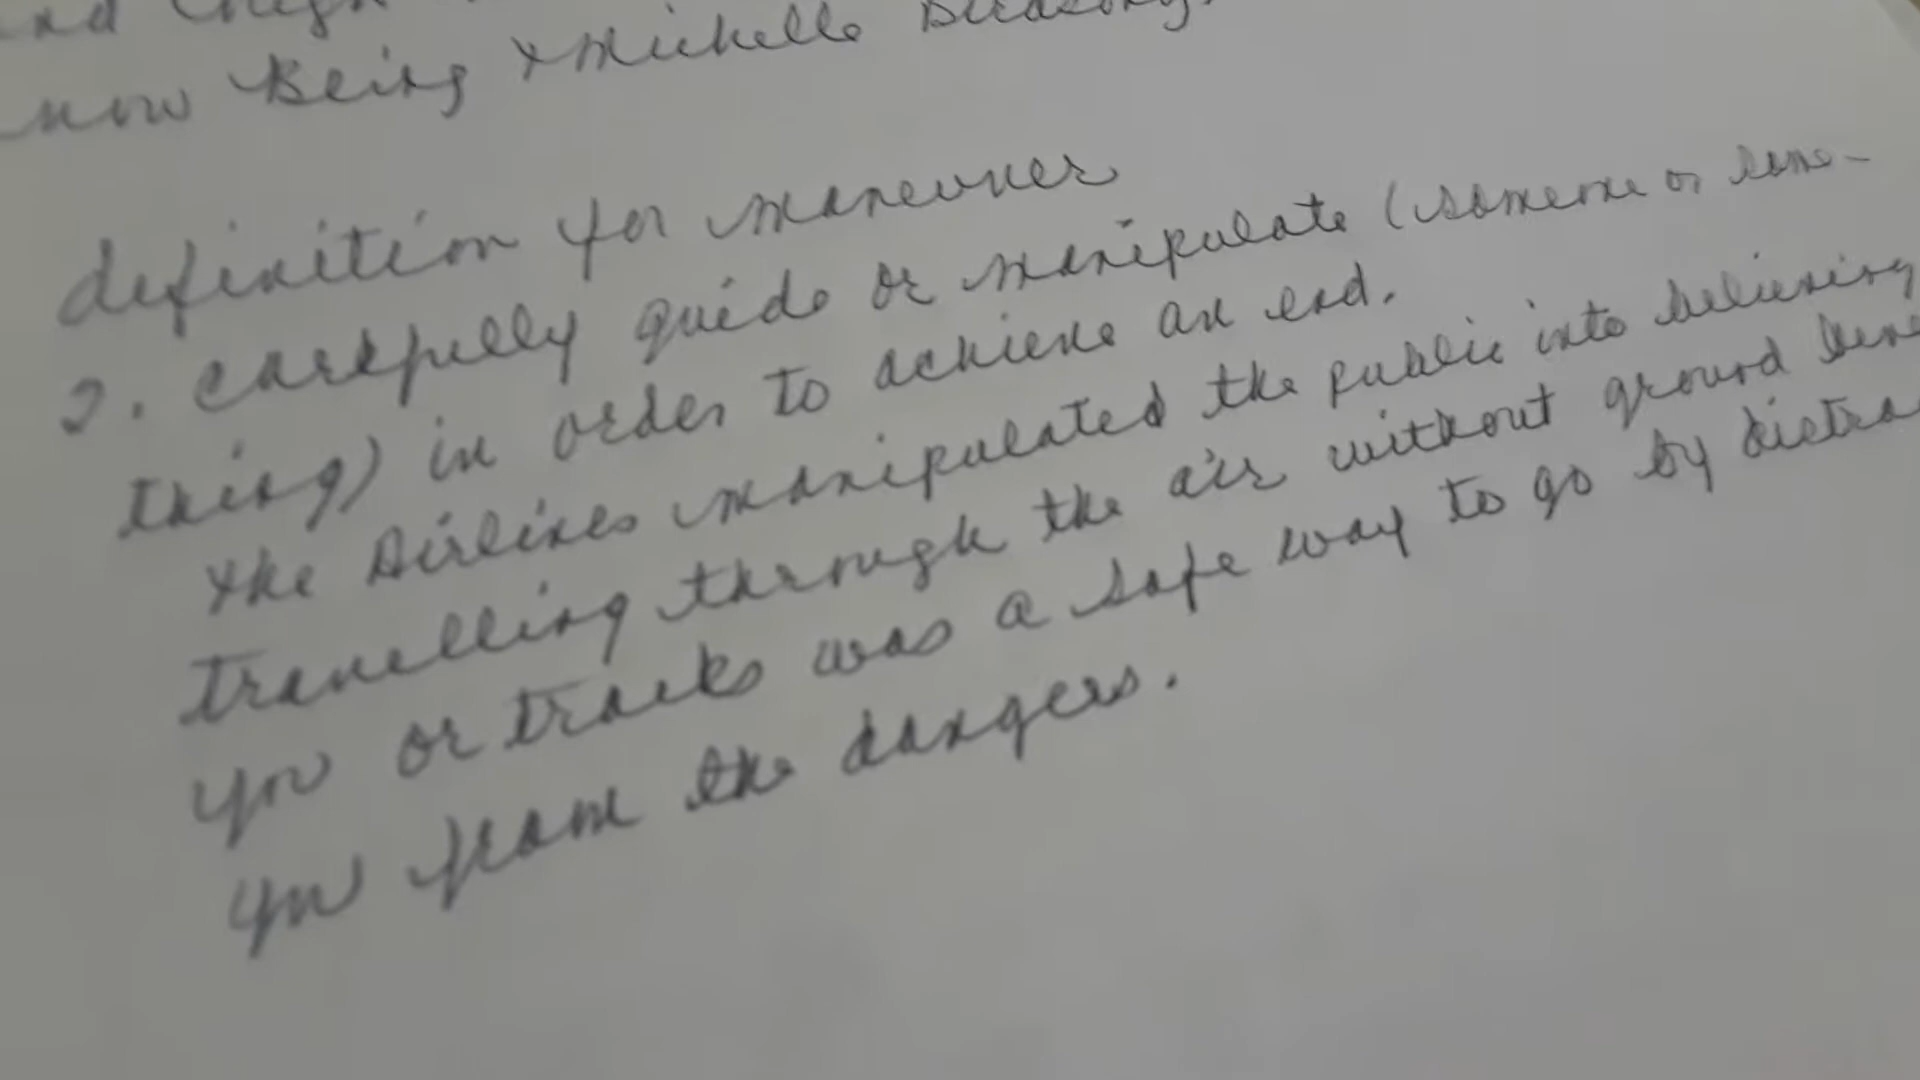 now Being & Michelle
definition for maneuver
2. carefully guide or manipulate (someone or some-
thing) in order to achieve an end.
the Airlines manipulated the public into believing
travelling through the air without ground
you or tracks was a safe way to go by
you from the dangers.